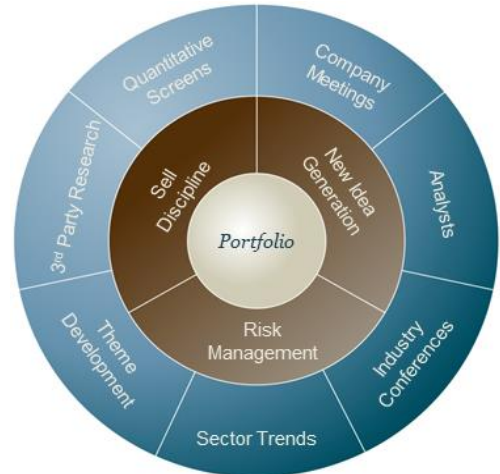 Quantitative
Screens
Company
Meetings
Analysts
Industry
Conferences
Sector Trends
Theme
Development
3rd Party Research
Sell
Discipline
New Idea
Generation
Risk
Management
Portfolio